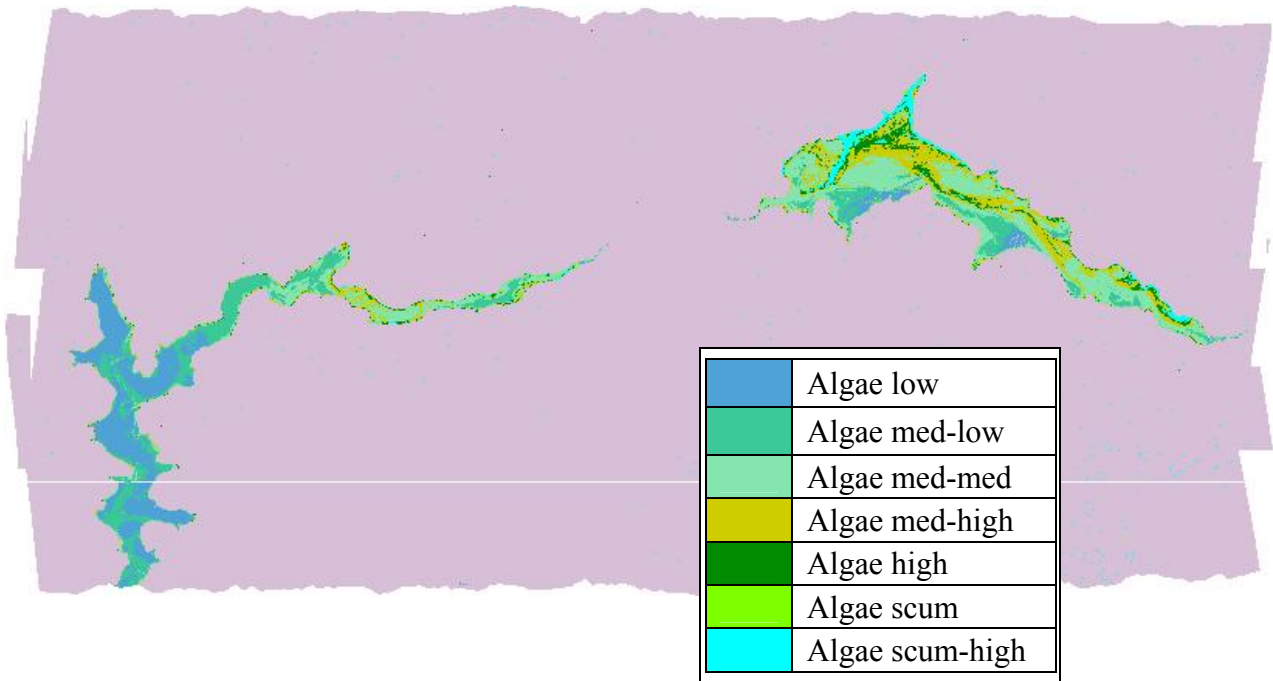 Algae low
Algae med-low
Algae med-med
Algae med-high
Algae high
Algae scum
Algae scum-high